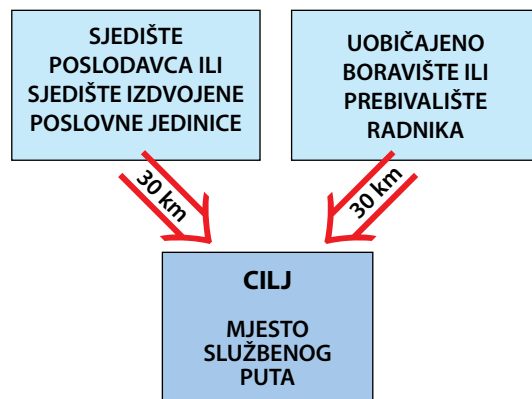 SJEDIŠTE
POSLODAVCA ILI
SJEDIŠTE IZDVOJENE
POSLOVNE JEDINICE
UOBIČAJENO
BORAVIŠTE ILI
PREBIVALIŠTE
RADNIKA
30 km
30 km
CILJ
MJESTO
SLUŽBENOG
PUTA